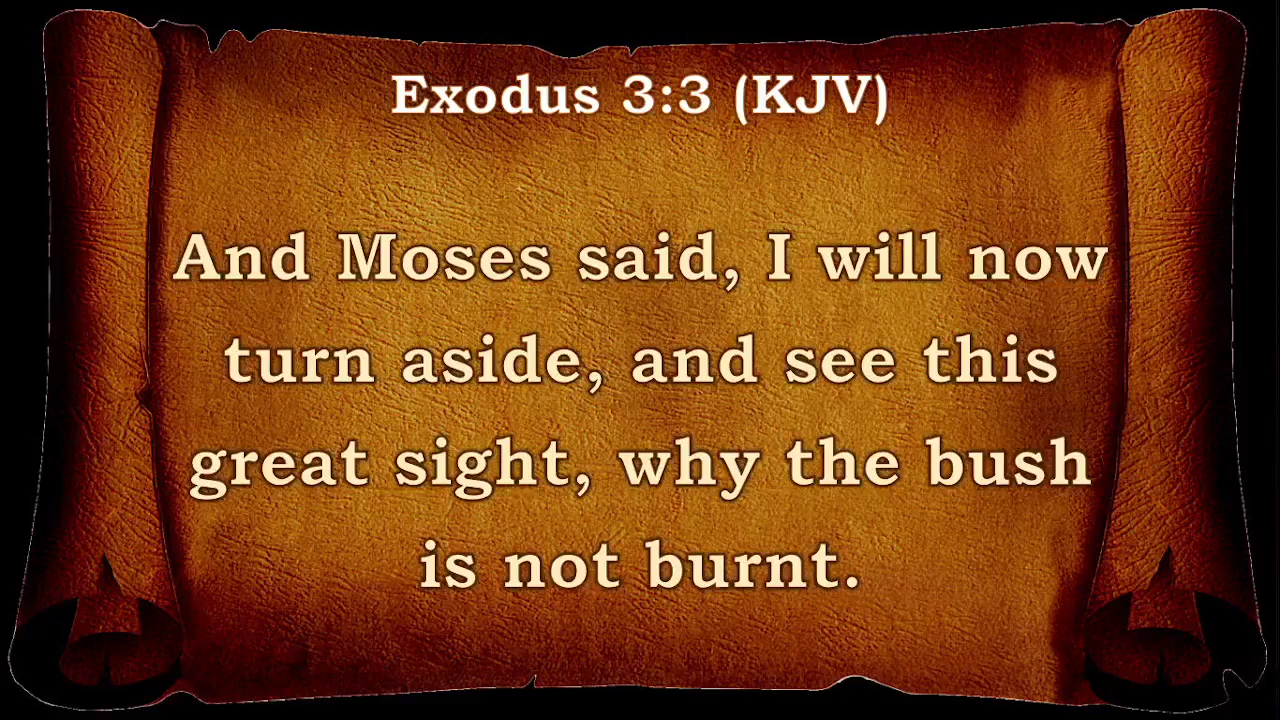 Exodus 3:3 (KJV)
And Moses said, I will now
turn aside, and see this
great sight, why the bush
is not burnt.